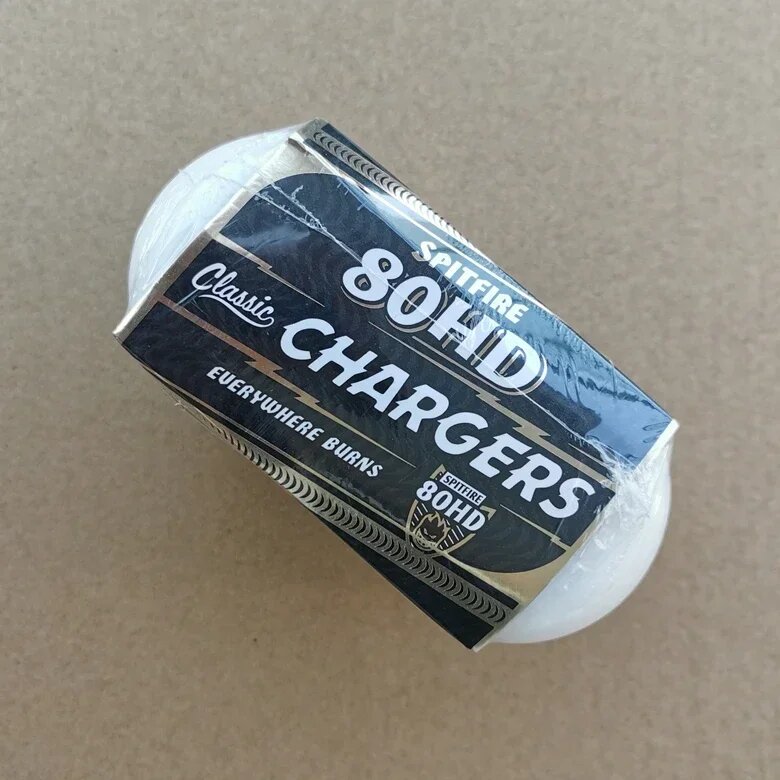 SPITFIRE
80HD
Classic
CHARGERS
EVERYWHERE BURNS
SPITFIRE
80HD